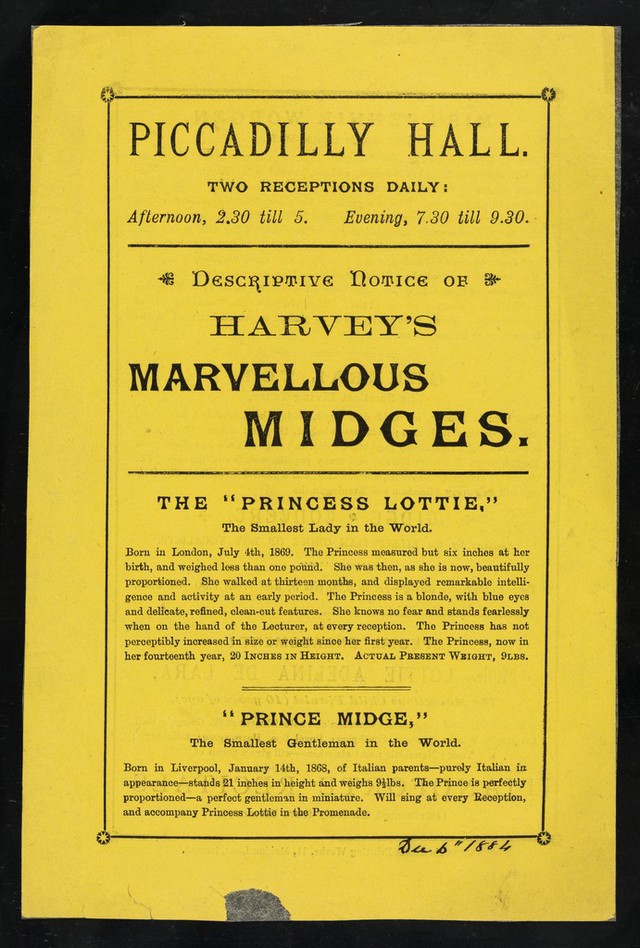 PICCADILLY HALL.
TWO RECEPTIONS DAILY:
Afternoon, 2.30 till 5. Evening, 7.30 till 9.30.
Descriptive Notice of
HARVEY'S
MARVELLOUS
MIDGES.
THE "PRINCESS LOTTIE,"
The Smallest Lady in the World.
Born in London, July 4th, 1869. The Princess measured but six inches at her
birth, and weighed less than one pound. She was then, as she is now, beautifully
proportioned. She walked at thirteen months, and displayed remarkable intelli-
gence and activity at an early period. The Princess is a blonde, with blue eyes
and delicate, refined, clean-cut features. She knows no fear and stands fearlessly
when on the hand of the Lecturer, at every reception. The Princess has not
perceptibly increased in size or weight since her first year. The Princess, now in
her fourteenth year, 20 INCHES IN HEIGHT. ACTUAL PRESENT WEIGHT, 9LBS.
"PRINCE MIDGE,"
The Smallest Gentleman in the World.
Born in Liverpool, January 14th, 1868, of Italian parents—purely Italian in
appearance—stands 21 inches in height and weighs 9½lbs. The Prince is perfectly
proportioned—a perfect gentleman in miniature. Will sing at every Reception,
and accompany Princess Lottie in the Promenade.
Dec 6" 1884